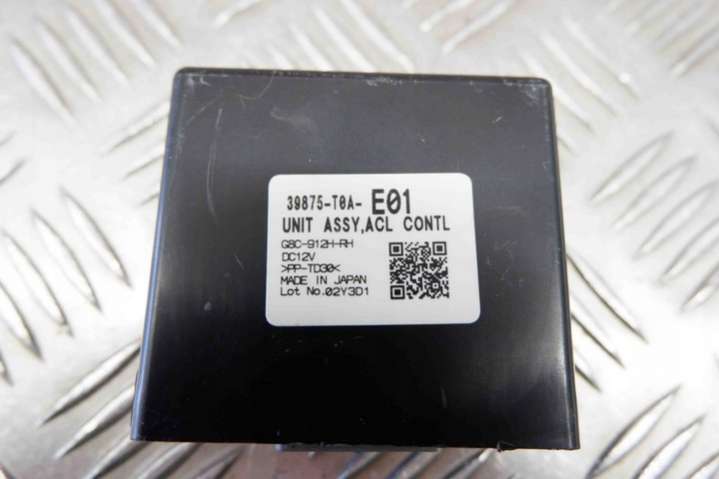 39875-T0A- E01
UNIT ASSY,ACL CONTL
G8C-912H-RH
DC12V
>PP-TD30<
MADE IN JAPAN
Lot No.02Y3D1